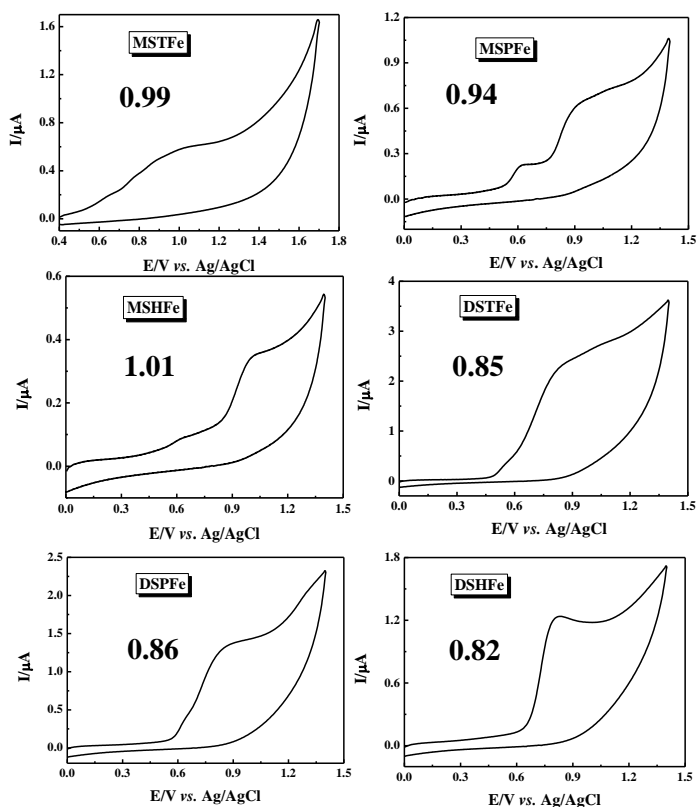 MSTFe
0.99
I/µA
1.6
1.2
0.8
0.4
0.0
0.4 0.6 0.8 1.0 1.2 1.4 1.6 1.8
E/V vs. Ag/AgCl
MSPFe
0.94
I/µA
1.2
0.9
0.6
0.3
0.0
0.0 0.3 0.6 0.9 1.2 1.5
E/V vs. Ag/AgCl
MSHFe
1.01
I/µA
0.6
0.4
0.2
0.0
0.0 0.3 0.6 0.9 1.2 1.5
E/V vs. Ag/AgCl
DSTFe
0.85
I/µA
4
3
2
1
0
0.0 0.3 0.6 0.9 1.2 1.5
E/V vs. Ag/AgCl
DSPFe
0.86
I/µA
2.5
2.0
1.5
1.0
0.5
0.0
0.0 0.3 0.6 0.9 1.2 1.5
E/V vs. Ag/AgCl
DSHFe
0.82
I/µA
1.8
1.2
0.6
0.0
0.0 0.3 0.6 0.9 1.2 1.5
E/V vs. Ag/AgCl